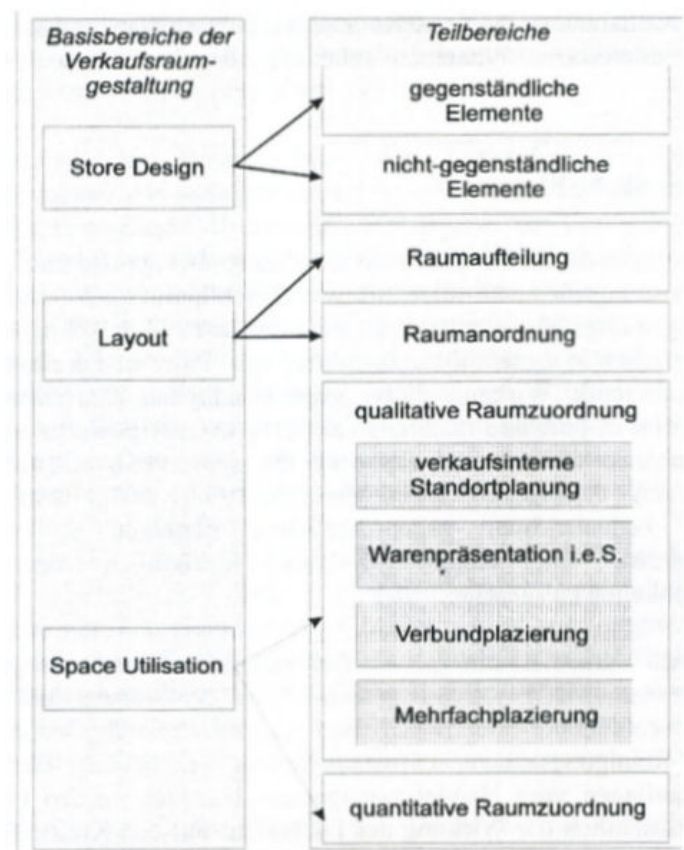 Basisbereiche der
Verkaufsraum-
gestaltung
Teilbereiche
Store Design
gegenständliche
Elemente
nicht-gegenständliche
Elemente
Layout
Raumaufteilung
Raumanordnung
Space Utilisation
qualitative Raumzuordnung
verkaufsinterne
Standortplanung
Warenpräsentation i.e.S.
Verbundplazierung
Mehrfachplazierung
quantitative Raumzuordnung